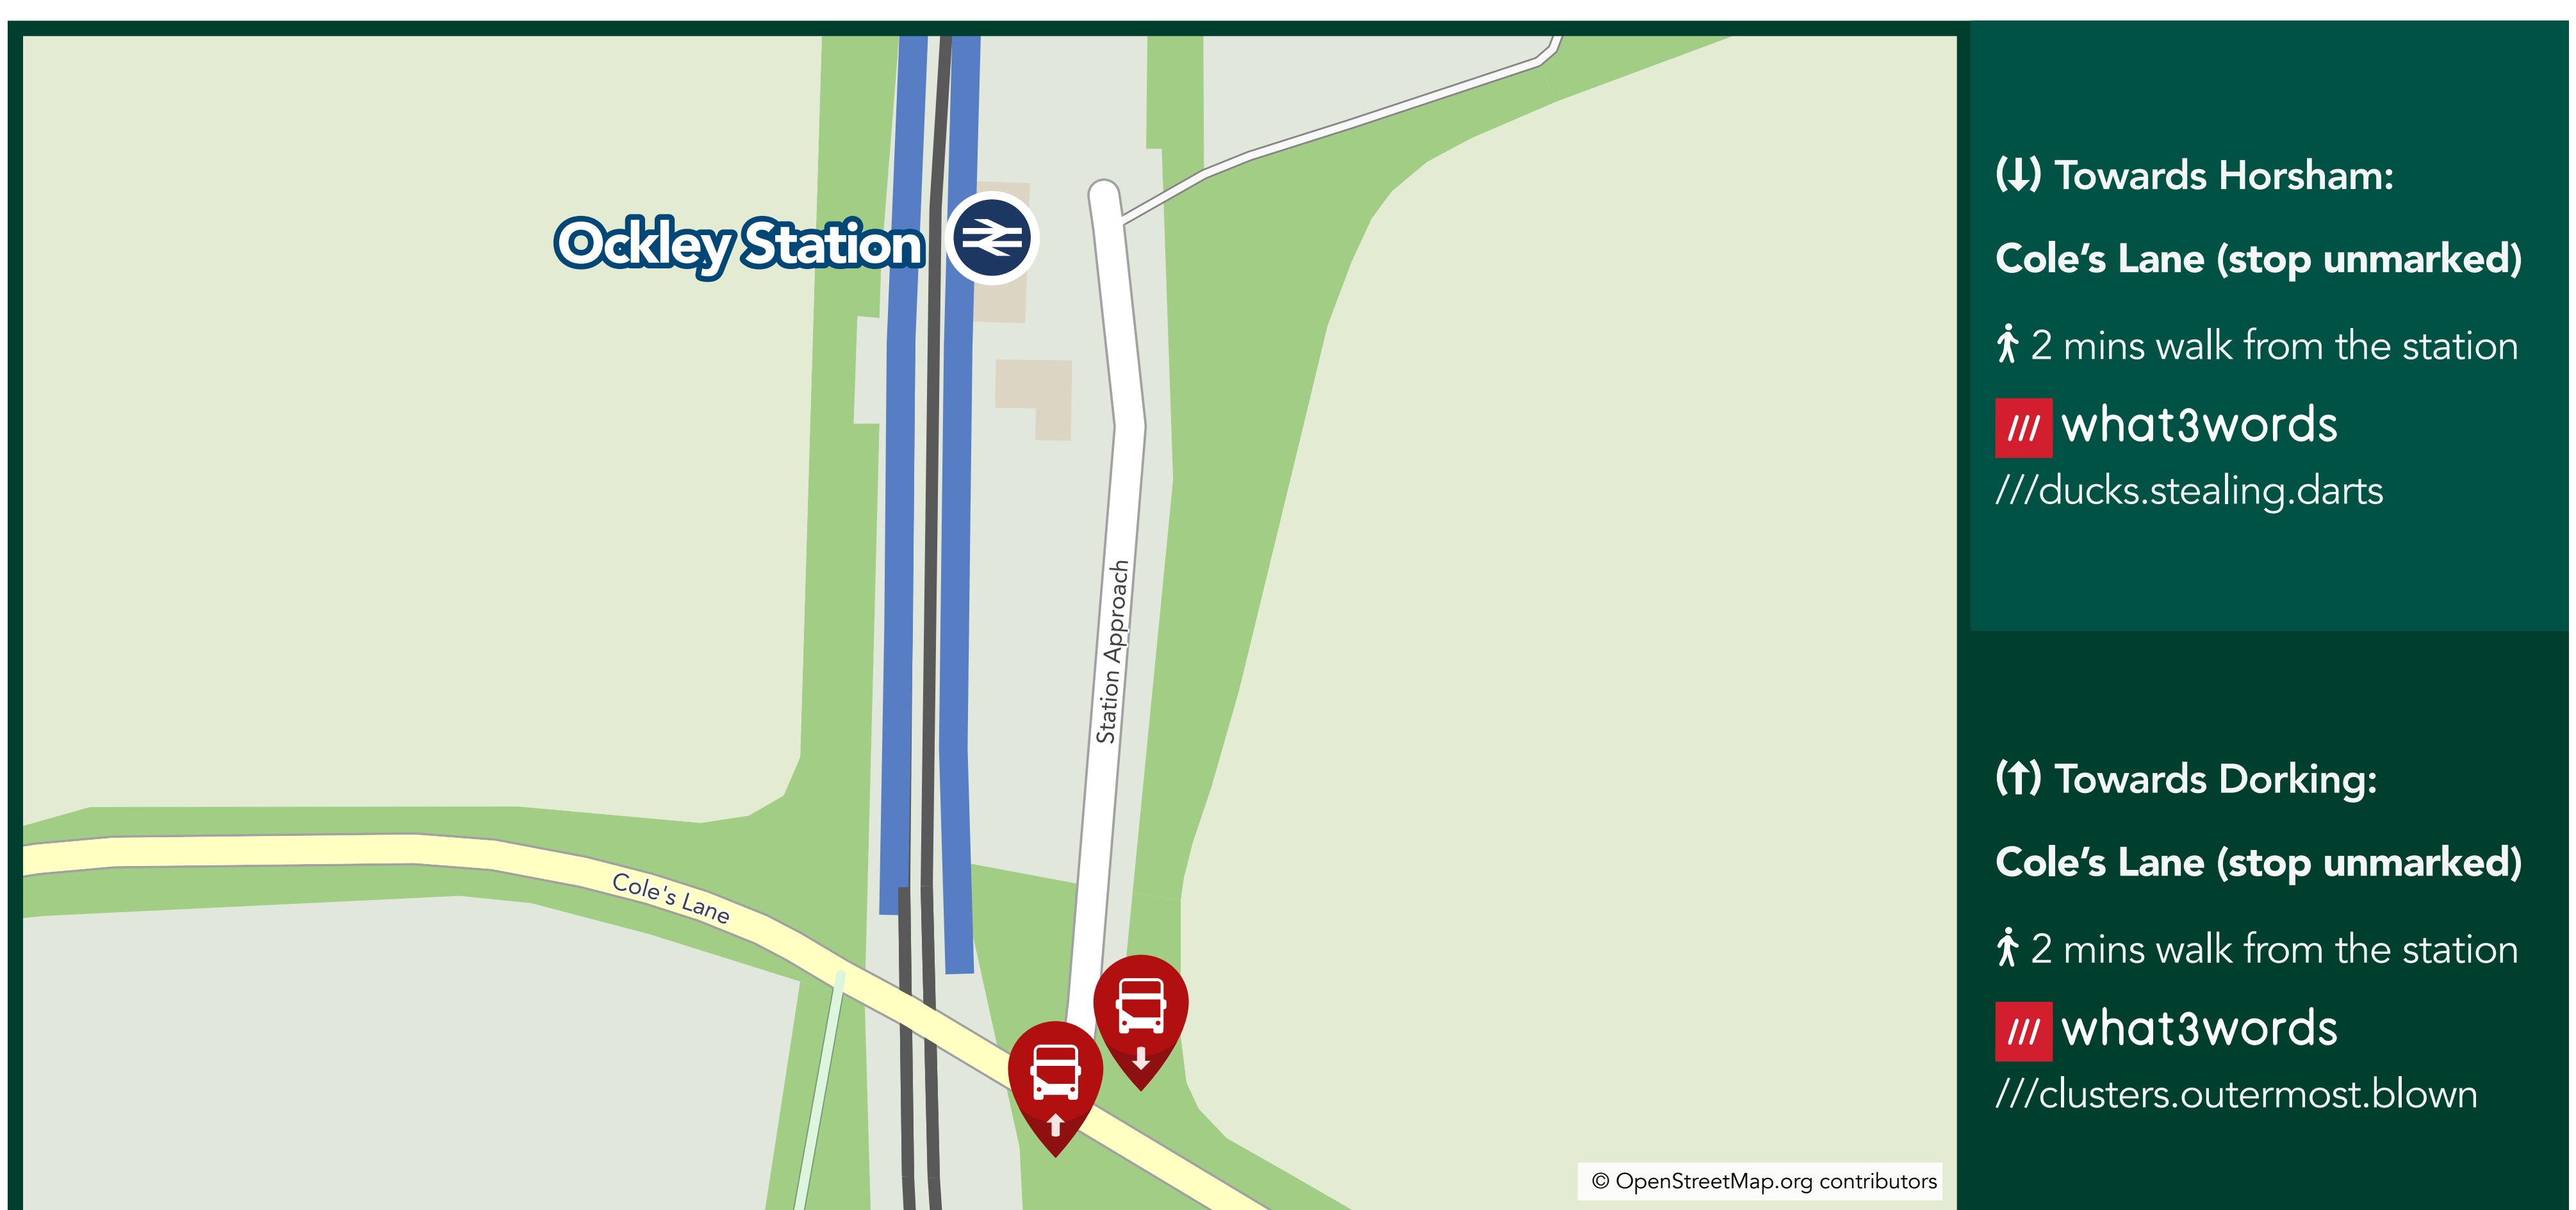 Ockley Station
Station Approach
Cole's Lane
© OpenStreetMap.org contributors
(↓) Towards Horsham:
Cole’s Lane (stop unmarked)
2 mins walk from the station
/// what3words
///ducks.stealing.darts
(↑) Towards Dorking:
Cole’s Lane (stop unmarked)
2 mins walk from the station
/// what3words
///clusters.outermost.blown